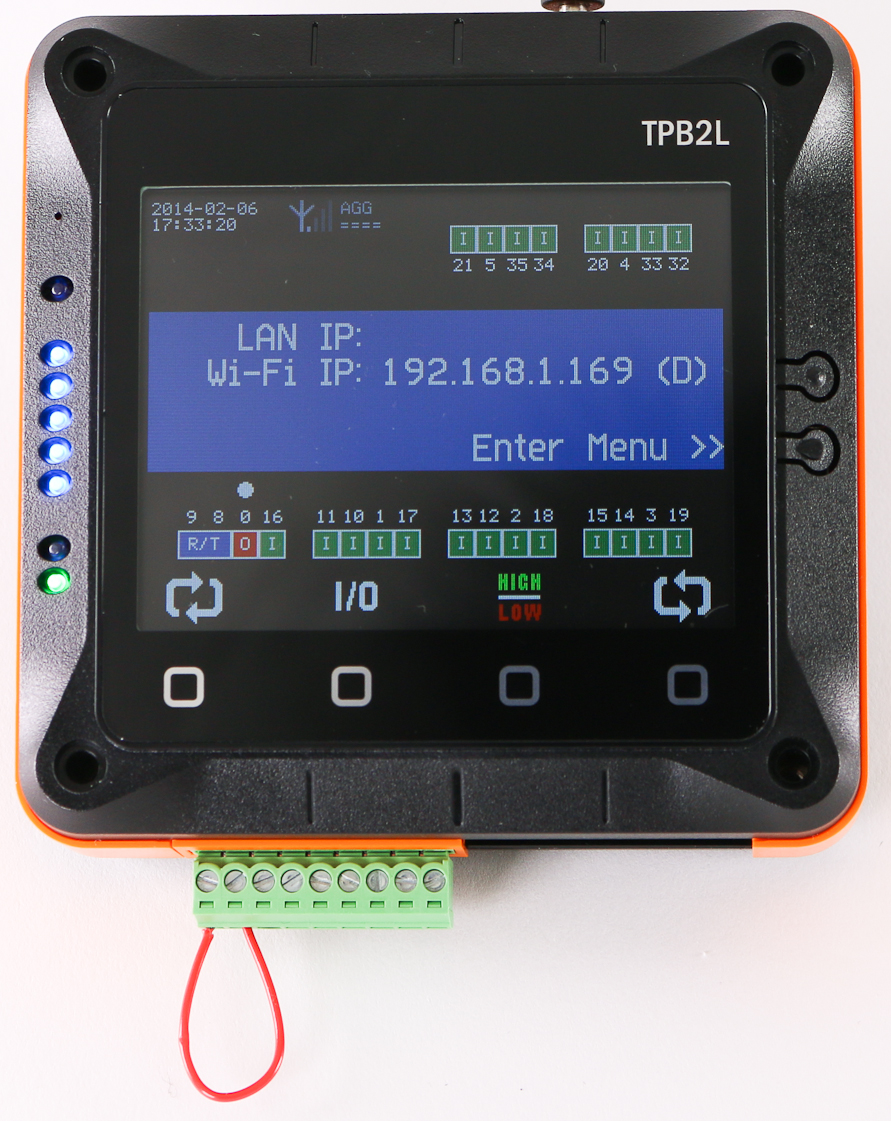 TPB2L
2014-02-06
17:33:20
AGG
====
I I I I I I I I
21 5 35 34 20 4 33 32
LAN IP:
Wi-Fi IP: 192.168.1.169 (D)
Enter Menu >>
9 8 0 16 11 10 1 17 13 12 2 18 15 14 3 19
R/T O I I I I I I I I I I I I I
I/O
HIGH
LOW